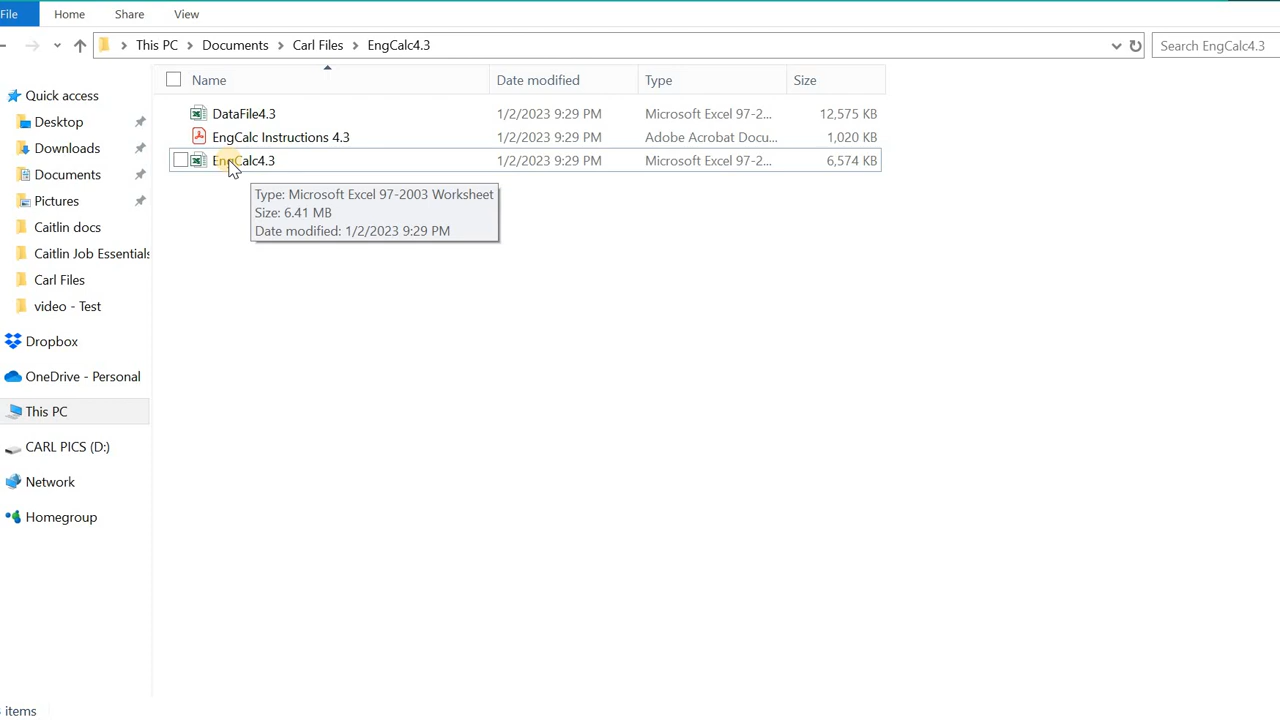 File Home Share View
This PC Documents Carl Files EngCalc4.3 Search EngCalc4.3
Name Date modified Type Size
DataFile4.3 1/2/2023 9:29 PM Microsoft Excel 97-2... 12,575 KB
EngCalc Instructions 4.3 1/2/2023 9:29 PM Adobe Acrobat Docu... 1,020 KB
EngCalc4.3 1/2/2023 9:29 PM Microsoft Excel 97-2... 6,574 KB
Type: Microsoft Excel 97-2003 Worksheet
Size: 6.41 MB
Date modified: 1/2/2023 9:29 PM
Quick access
Desktop
Downloads
Documents
Pictures
Caitlin docs
Caitlin Job Essentials
Carl Files
video - Test
Dropbox
OneDrive - Personal
This PC
CARL PICS (D:)
Network
Homegroup
items